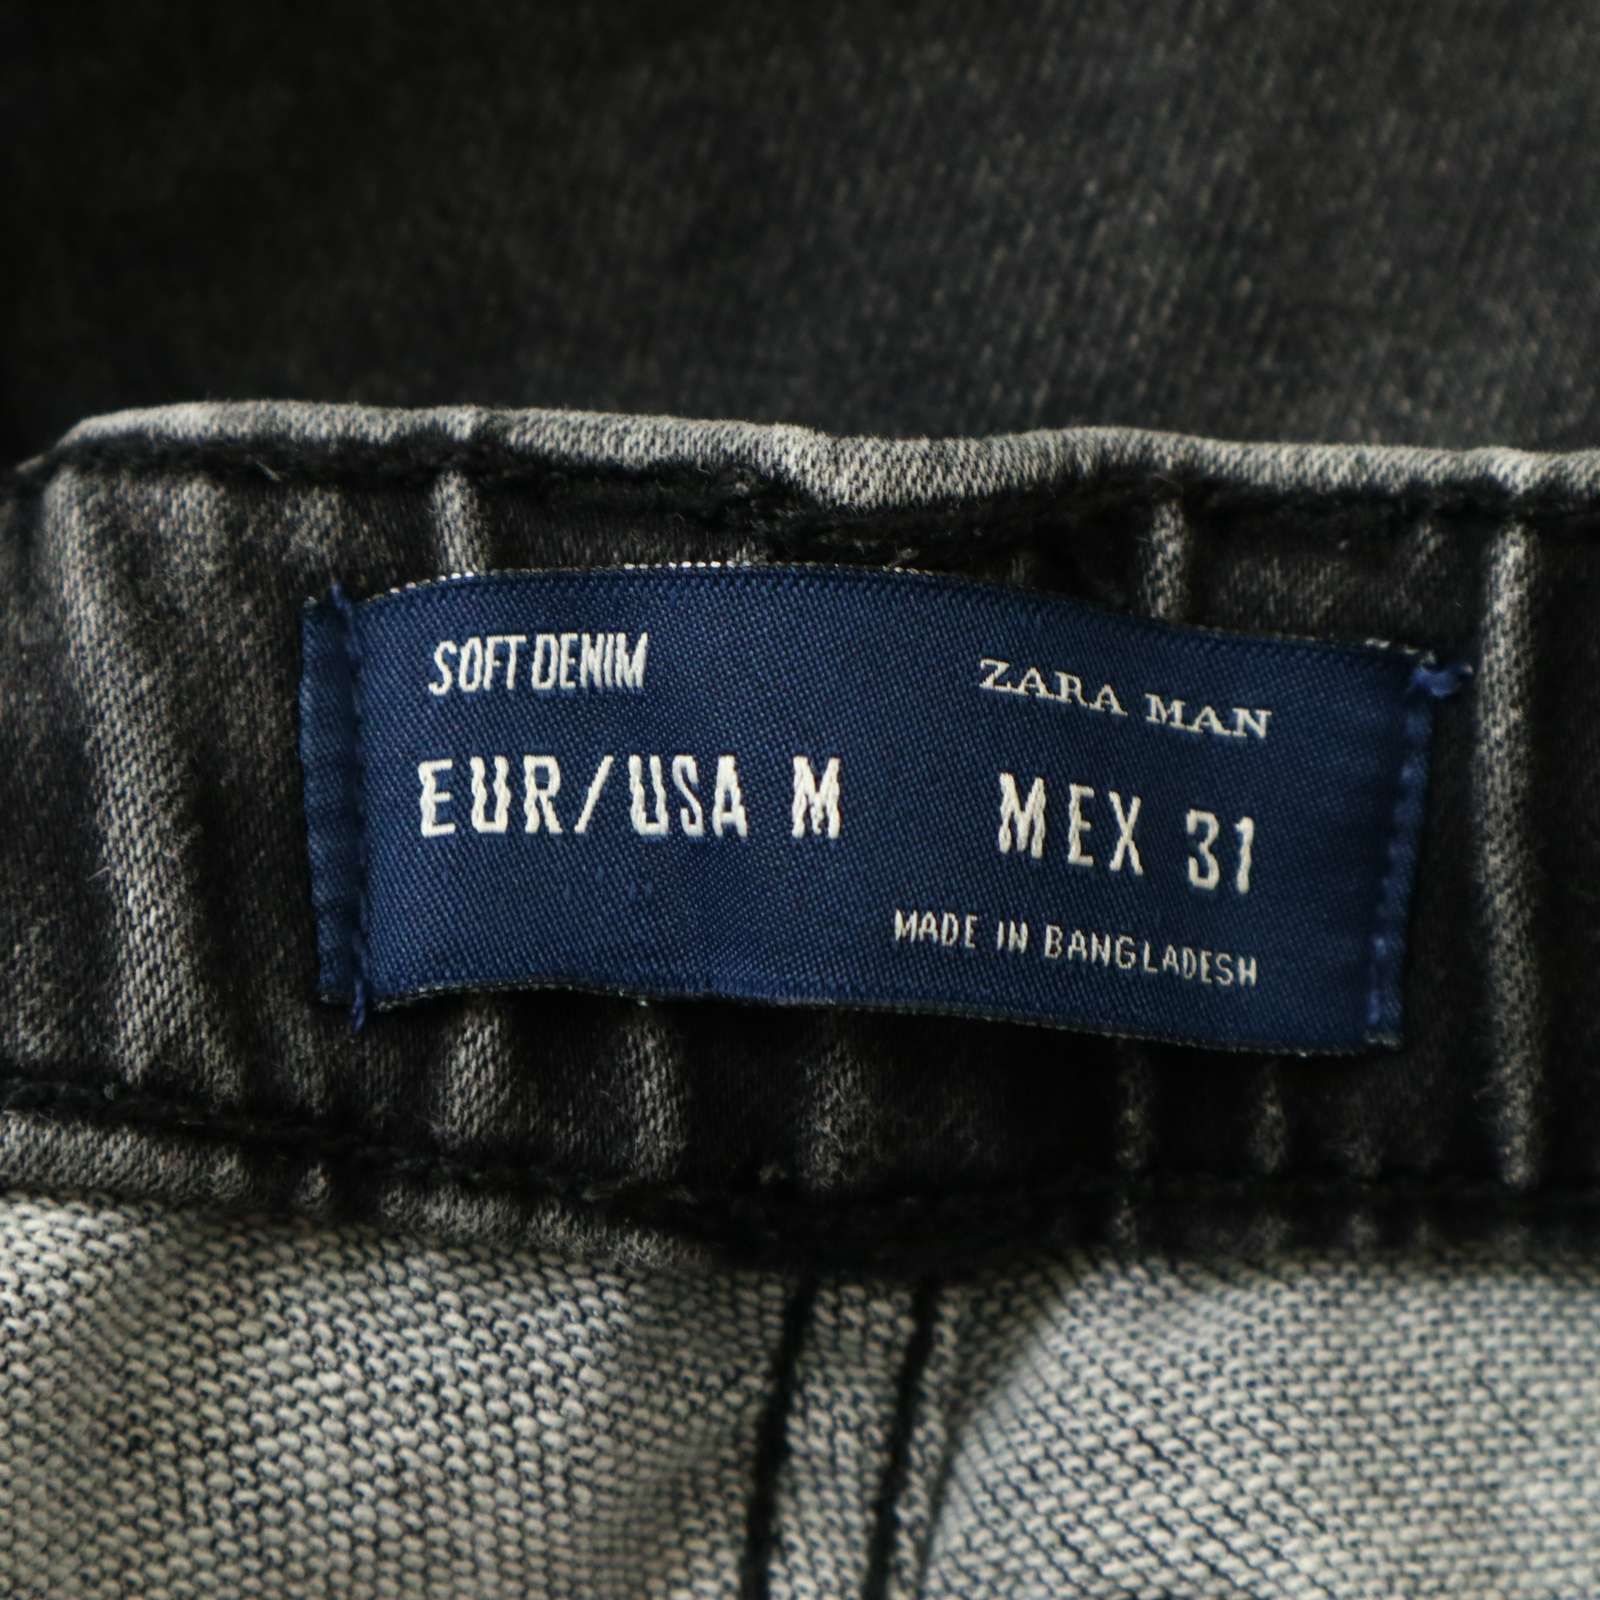 SOFT DENIM
ZARA MAN
EUR/USA M
MEX 31
MADE IN BANGLADESH